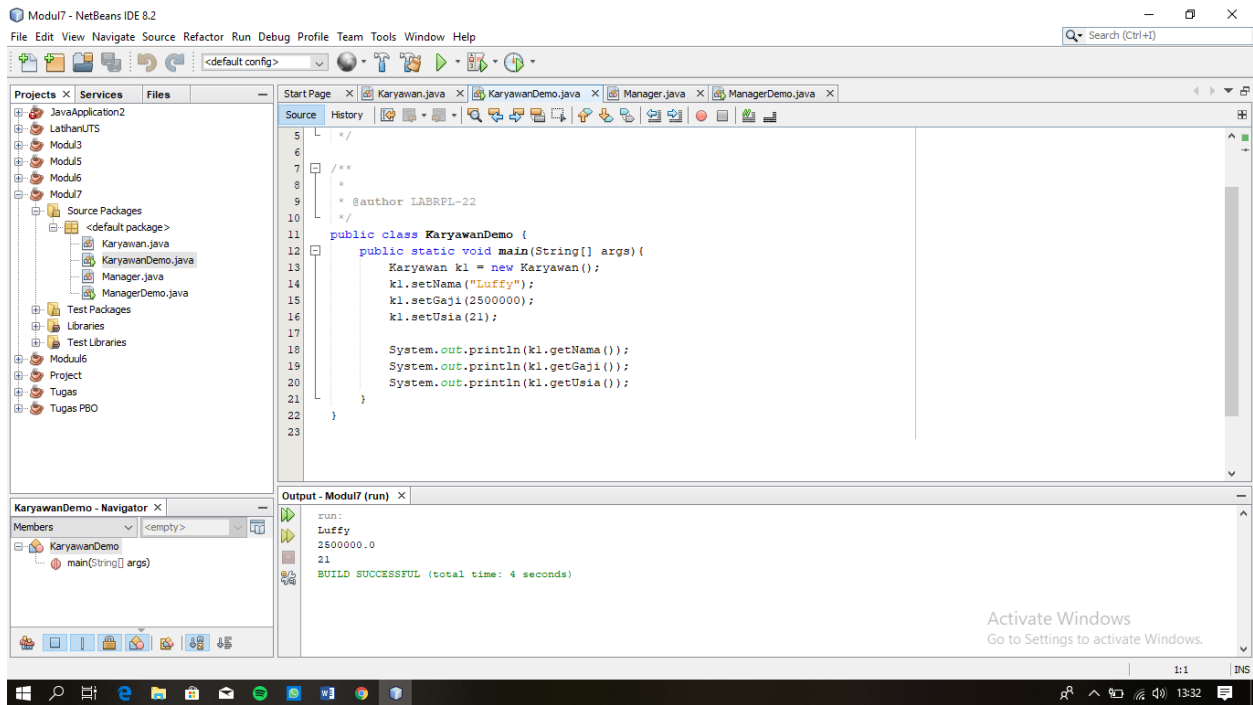 Modul7 - NetBeans IDE 8.2
File Edit View Navigate Source Refactor Run Debug Profile Team Tools Window Help
Search (Ctrl+I)
<default config>
Projects Services Files
JavaApplication2
LatihanUTS
Modul3
Modul5
Modul6
Modul7
Source Packages
<default package>
Karyawan.java
KaryawanDemo.java
Manager.java
ManagerDemo.java
Test Packages
Libraries
Test Libraries
Moduul6
Project
Tugas
Tugas PBO
Start Page Karyawan.java KaryawanDemo.java Manager.java ManagerDemo.java
Source History
5 */
6
7 /**
8 *
9 * @author LABRPL-22
10 */
11 public class KaryawanDemo {
12 public static void main(String[] args){
13 Karyawan k1 = new Karyawan();
14 k1.setNama("Luffy");
15 k1.setGaji(2500000);
16 k1.setUsia(21);
17
18 System.out.println(k1.getNama());
19 System.out.println(k1.getGaji());
20 System.out.println(k1.getUsia());
21 }
22 }
23
KaryawanDemo - Navigator
Members <empty>
KaryawanDemo
main(String[] args)
Output - Modul7 (run)
run:
Luffy
2500000.0
21
BUILD SUCCESSFUL (total time: 4 seconds)
Activate Windows
Go to Settings to activate Windows.
1:1 INS
13:32